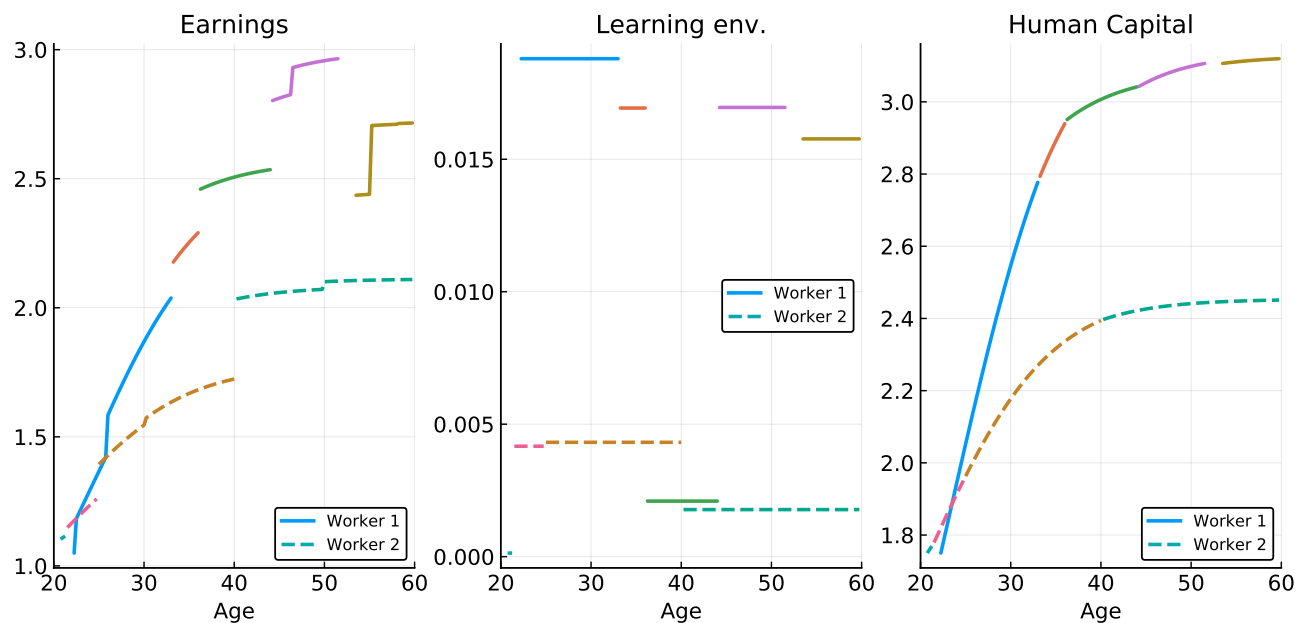 Earnings
3.0
2.5
2.0
1.5
1.0
20 30 40 50 60
Age
Worker 1
Worker 2
Learning env.
0.015
0.010
0.005
0.000
20 30 40 50 60
Age
Worker 1
Worker 2
Human Capital
3.0
2.8
2.6
2.4
2.2
2.0
1.8
20 30 40 50 60
Age
Worker 1
Worker 2